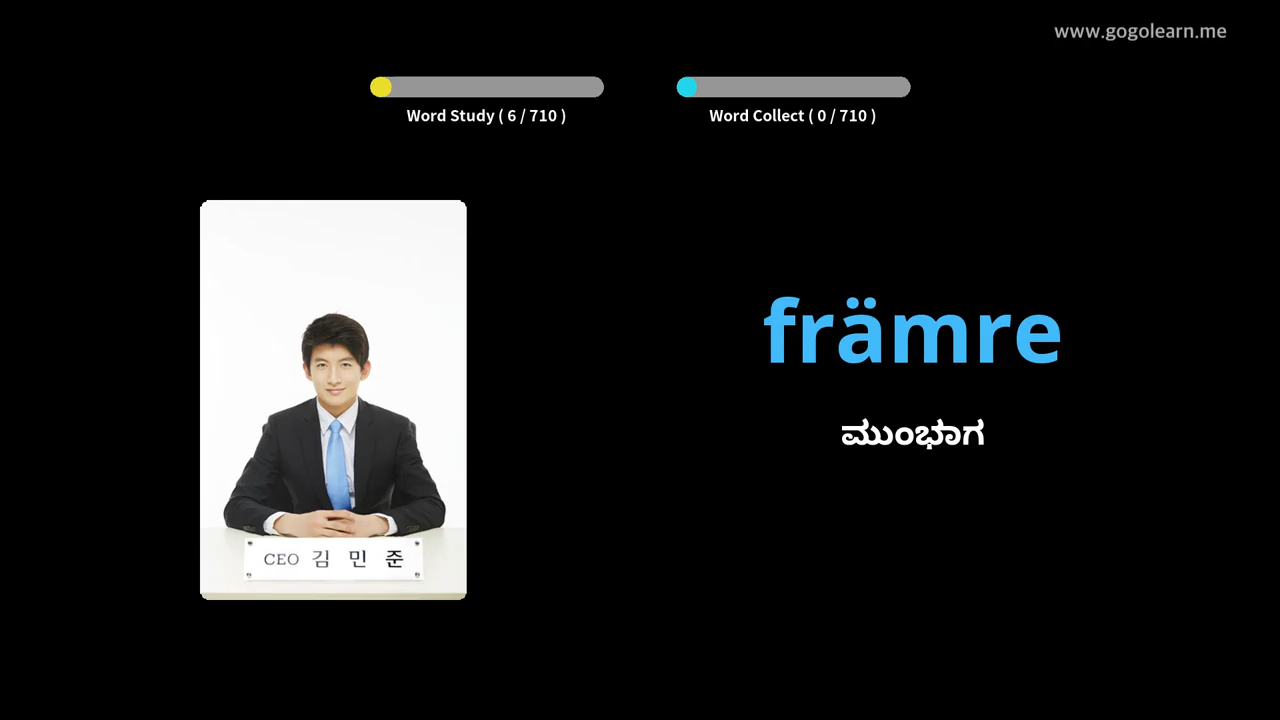 www.gogolearn.me
Word Study ( 6 / 710 )
Word Collect ( 0 / 710 )
främre
ಮುಂಭಾಗ
CEO 김 민 준